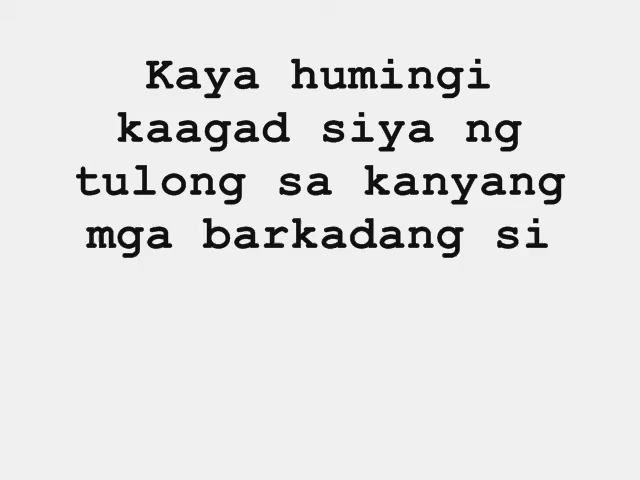 Kaya humingi
kaagad siya ng
tulong sa kanyang
mga barkadang si